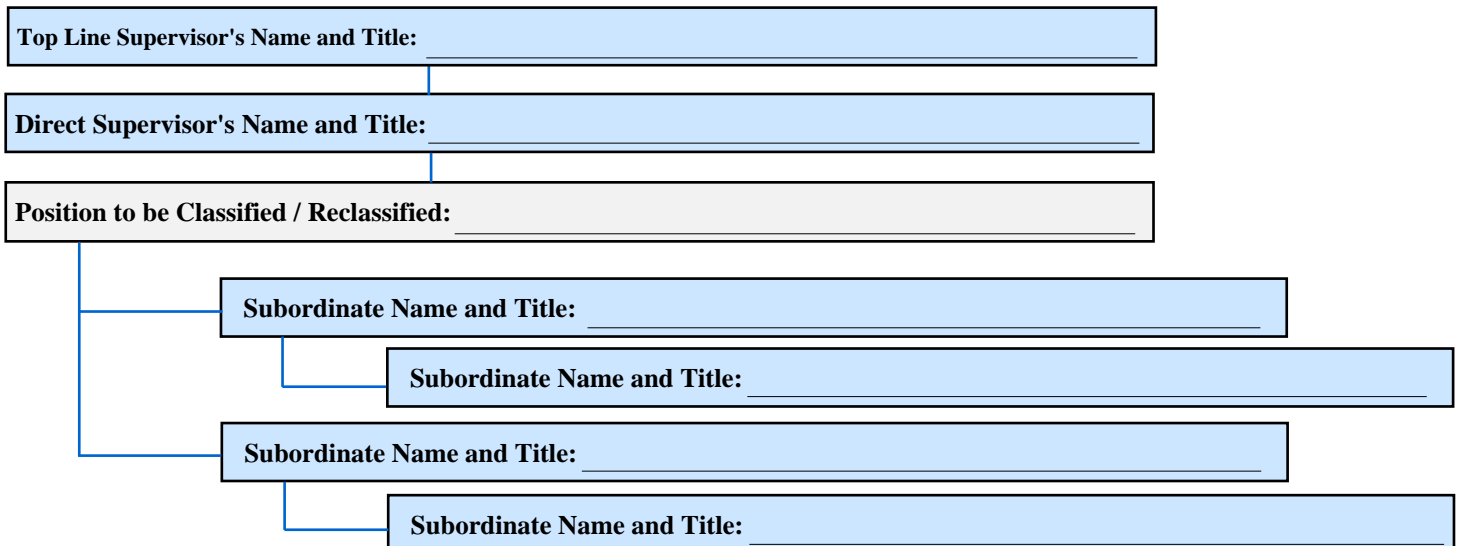 Top Line Supervisor's Name and Title:
Direct Supervisor's Name and Title:
Position to be Classified / Reclassified:
Subordinate Name and Title:
Subordinate Name and Title:
Subordinate Name and Title:
Subordinate Name and Title: